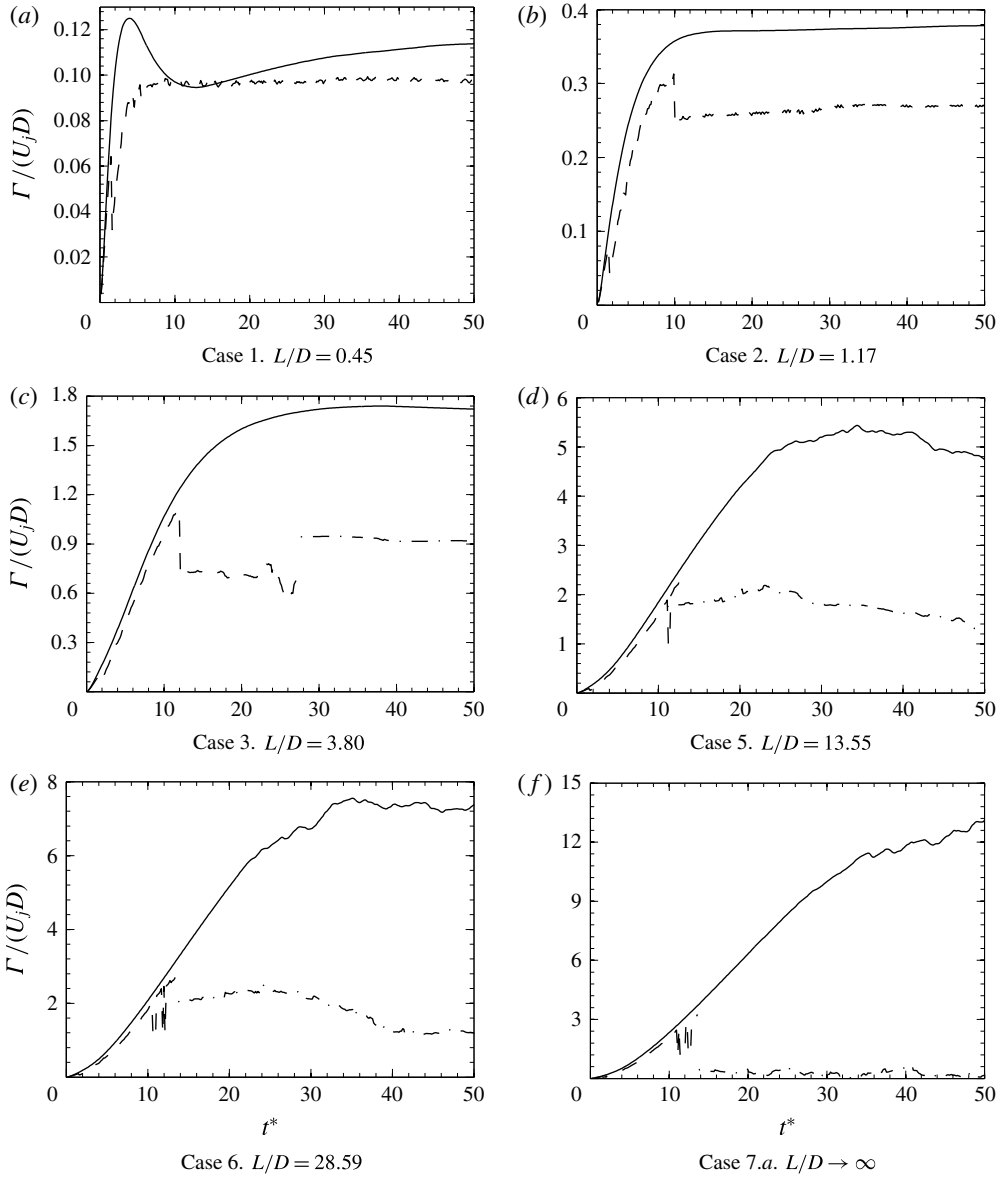 (a) (b)
0.12 0.4
0.10
0.08 0.3
Γ/(U_jD)
0.06 0.2
0.04 0.1
0.02
0 10 20 30 40 50 0 10 20 30 40 50
Case 1. L/D = 0.45 Case 2. L/D = 1.17
(c) (d)
1.8 6
1.5 5
1.2 4
Γ/(U_jD)
0.9 3
0.6 2
0.3 1
0 10 20 30 40 50 0 10 20 30 40 50
Case 3. L/D = 3.80 Case 5. L/D = 13.55
(e) (f)
8 15
6 12
Γ/(U_jD)
4 9
6
2 3
0 10 20 30 40 50 0 10 20 30 40 50
t* t*
Case 6. L/D = 28.59 Case 7.a. L/D → ∞